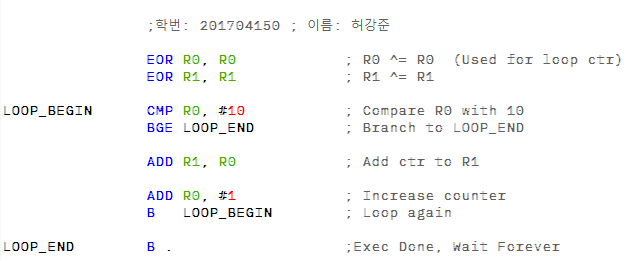 ;학번: 201704150 ; 이름: 허강준
EOR R0, R0 ; R0 ^= R0 (Used for loop ctr)
EOR R1, R1 ; R1 ^= R1
LOOP_BEGIN CMP R0, #10 ; Compare R0 with 10
BGE LOOP_END ; Branch to LOOP_END
ADD R1, R0 ; Add ctr to R1
ADD R0, #1 ; Increase counter
B LOOP_BEGIN ; Loop again
LOOP_END B . ;Exec Done, Wait Forever